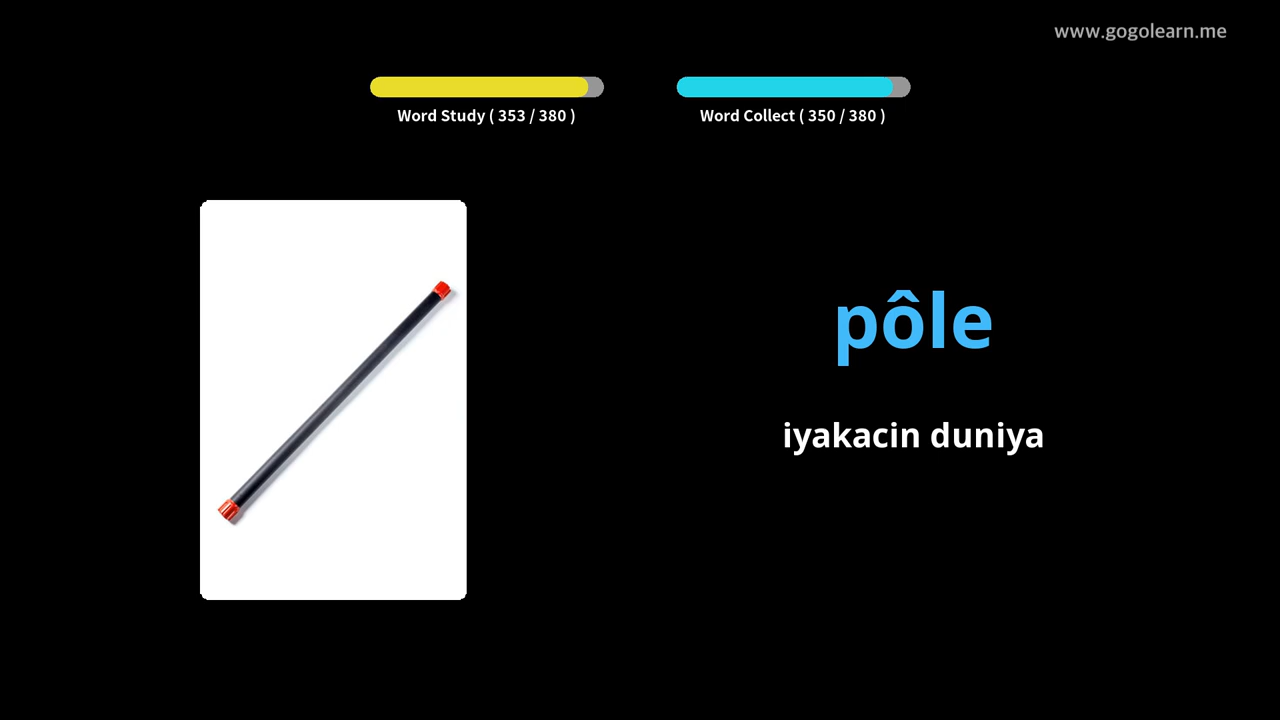 www.gogolearn.me
Word Study ( 353 / 380 )
Word Collect ( 350 / 380 )
pôle
iyakacin duniya